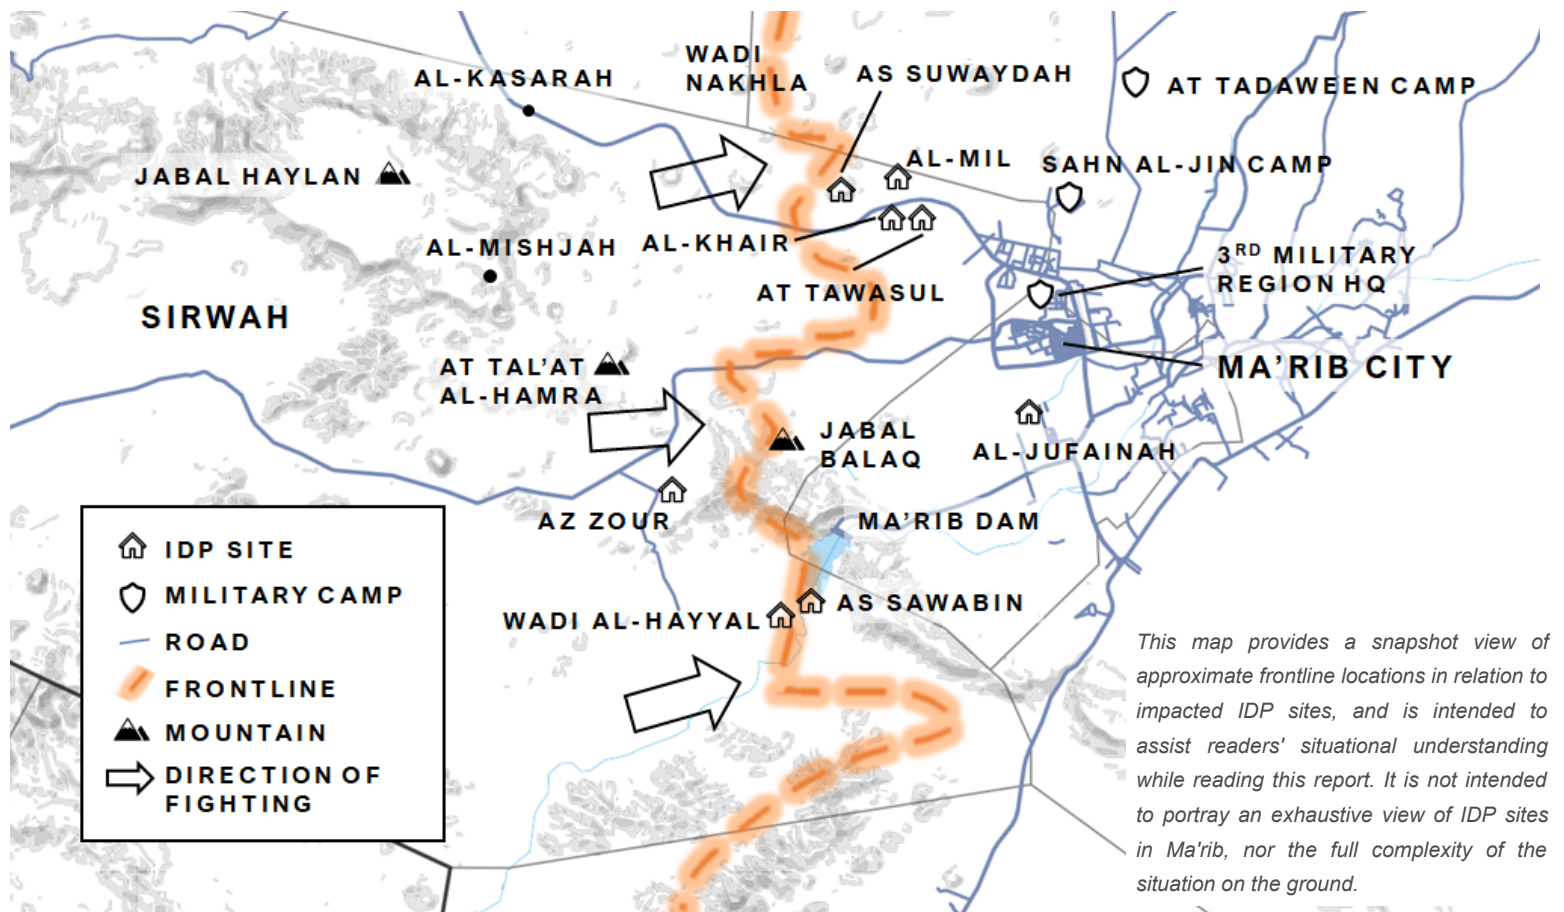 WADI
NAKHLA
AS SUWAYDAH
AL-KASARAH
AT TADAWEEN CAMP
AL-MIL
SAHN AL-JIN CAMP
JABAL HAYLAN
AL-KHAIR
AL-MISHJAH
3RD MILITARY
REGION HQ
AT TAWASUL
SIRWAH
AT TAL’AT
AL-HAMRA
MA’RIB CITY
JABAL
BALAQ
AL-JUFAINAH
AZ ZOUR
MA’RIB DAM
AS SAWABIN
WADI AL-HAYYAL
IDP SITE
MILITARY CAMP
ROAD
FRONTLINE
MOUNTAIN
DIRECTION OF
FIGHTING
This map provides a snapshot view of
approximate frontline locations in relation to
impacted IDP sites, and is intended to
assist readers' situational understanding
while reading this report. It is not intended
to portray an exhaustive view of IDP sites
in Ma'rib, nor the full complexity of the
situation on the ground.